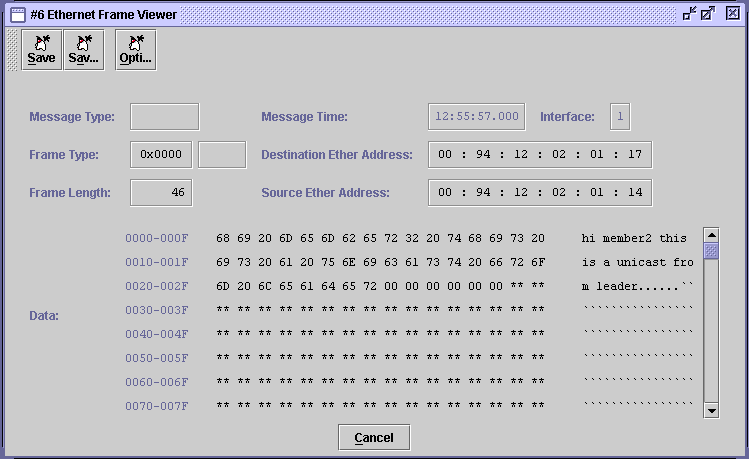 #6 Ethernet Frame Viewer
Save Sav... Opti...
Message Type: Message Time: 12:55:57.000 Interface: 1
Frame Type: 0x0000 Destination Ether Address: 00 : 94 : 12 : 02 : 01 : 17
Frame Length: 46 Source Ether Address: 00 : 94 : 12 : 02 : 01 : 14
0000-000F 68 69 20 6D 65 6D 62 65 72 32 20 74 68 69 73 20 hi member2 this
0010-001F 69 73 20 61 20 75 6E 69 63 61 73 74 20 66 72 6F is a unicast fro
0020-002F 6D 20 6C 65 61 64 65 72 00 00 00 00 00 00 ** ** m leader......``
Data: 0030-003F ** ** ** ** ** ** ** ** ** ** ** ** ** ** ** ** ````````````````
0040-004F ** ** ** ** ** ** ** ** ** ** ** ** ** ** ** ** ````````````````
0050-005F ** ** ** ** ** ** ** ** ** ** ** ** ** ** ** ** ````````````````
0060-006F ** ** ** ** ** ** ** ** ** ** ** ** ** ** ** ** ````````````````
0070-007F ** ** ** ** ** ** ** ** ** ** ** ** ** ** ** ** ````````````````
Cancel